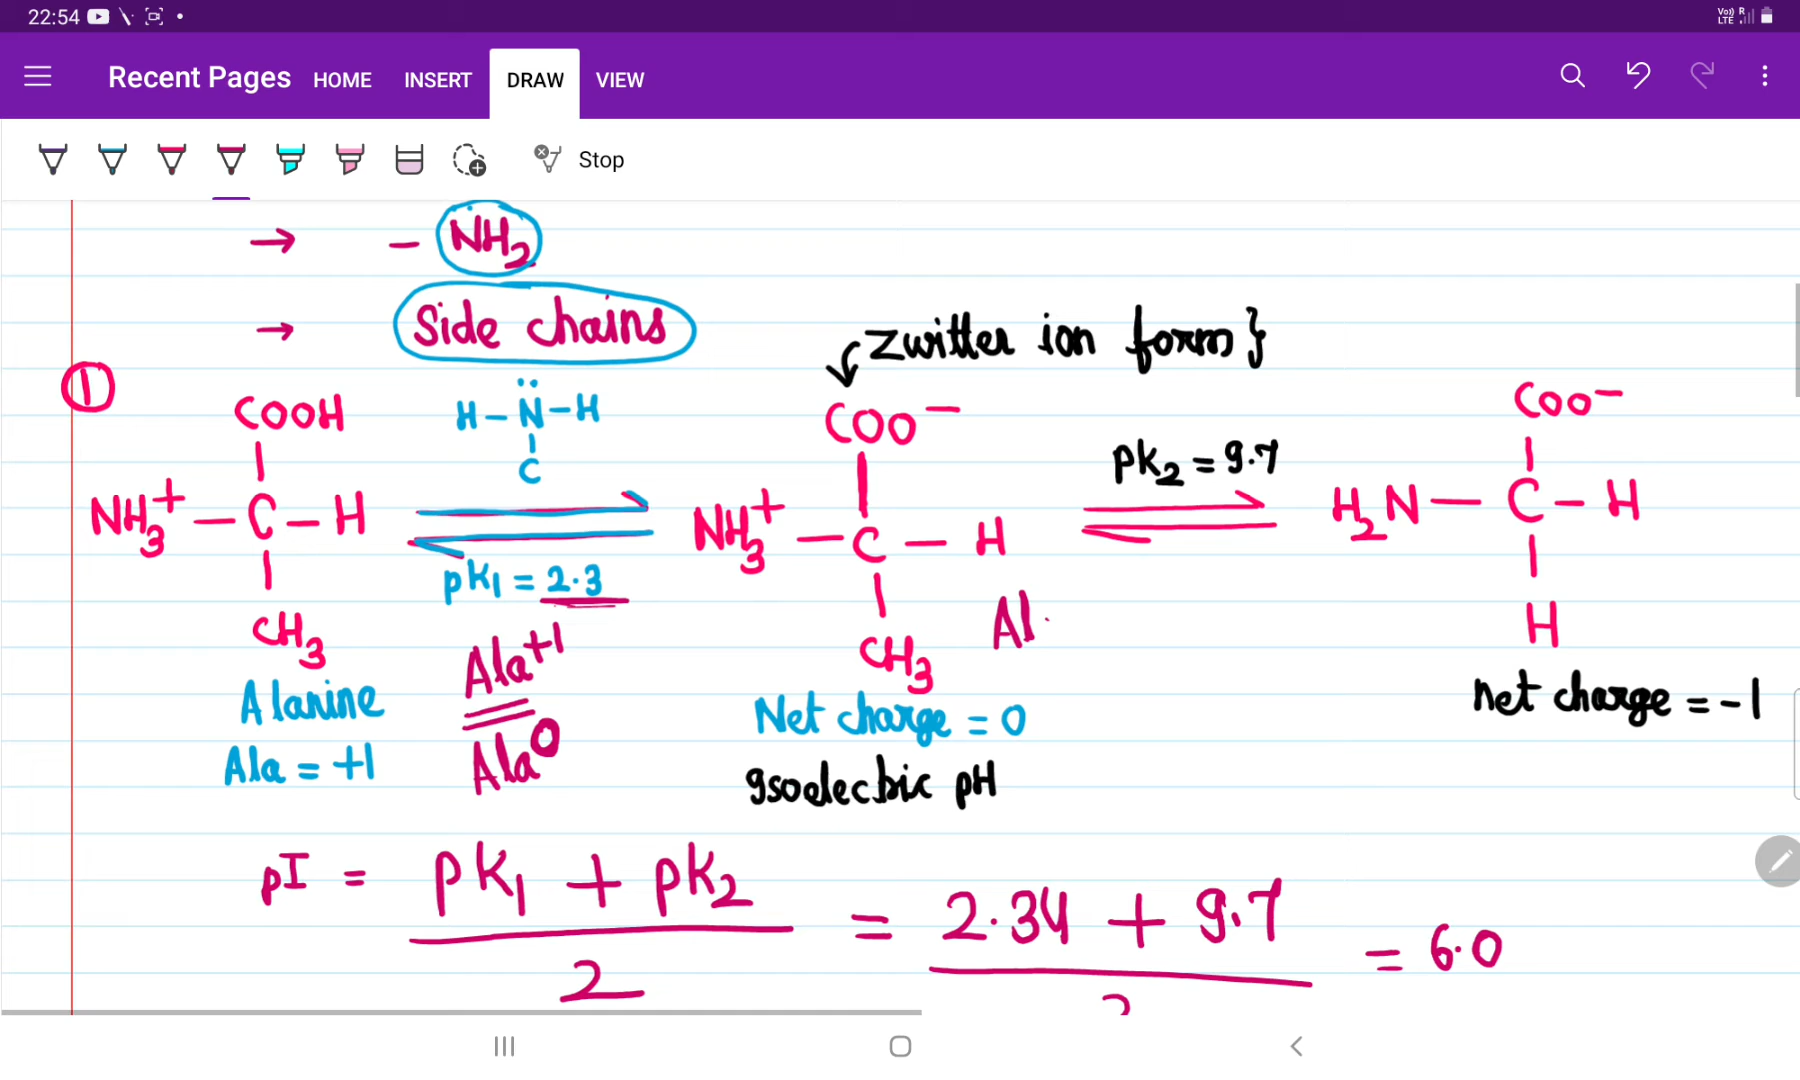 22:54 Vo)) R LTE
Recent Pages HOME INSERT DRAW VIEW
Stop
→ – NH₂
→ Side chains
zwitter ion form}
①
COOH
H – N̈ – H
C
COO⁻
pK₂ = 9.7
COO⁻
NH₃⁺ – C – H
NH₃⁺ – C – H
H₂N – C – H
pK₁ = 2.3
CH₃
CH₃
Al
H
Alanine
Ala⁺¹
Net charge = 0
Net charge = -1
Ala = +1
Ala⁰
Isoelectric pH
pI = pK₁ + pK₂ / 2 = 2.34 + 9.7 / 2 = 6.0